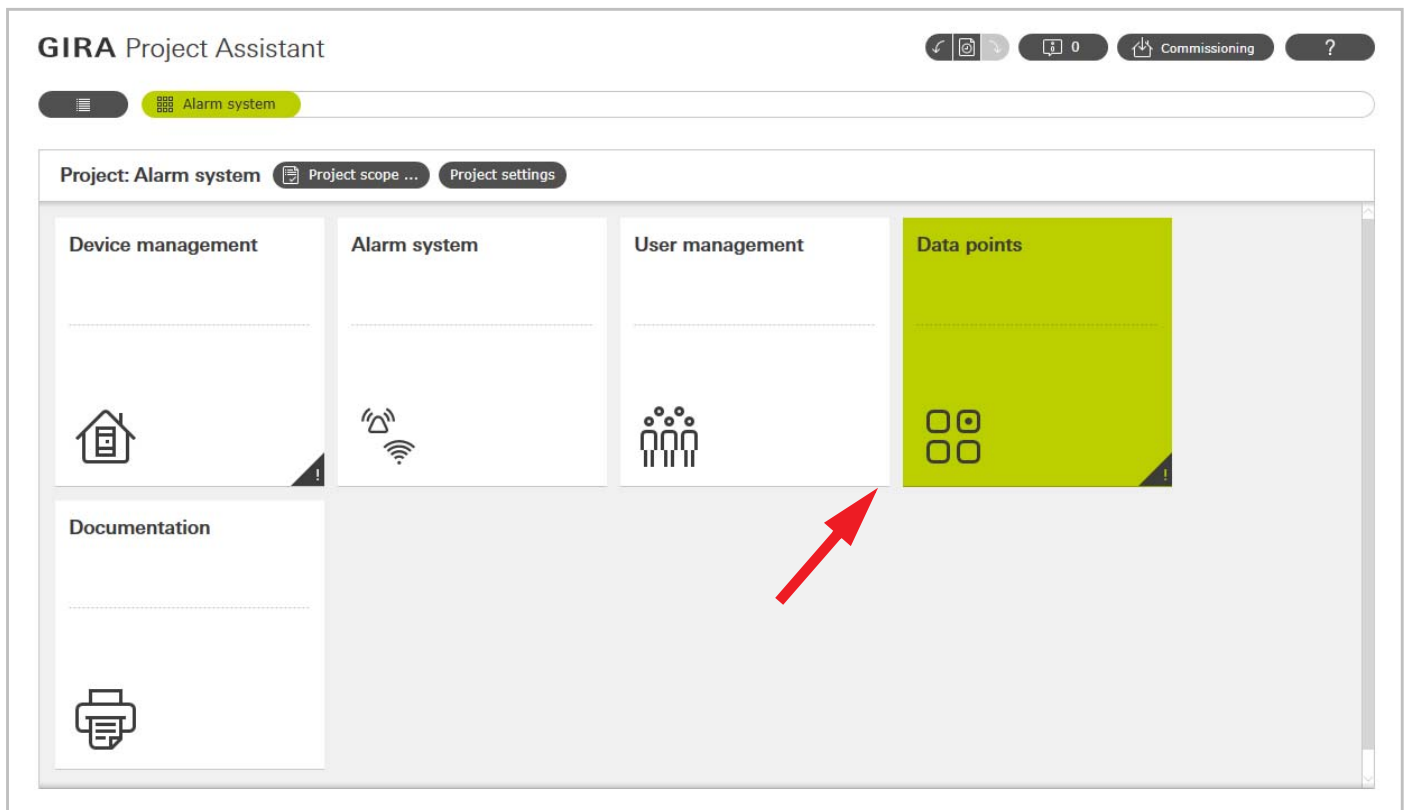 GIRA Project Assistant
0
Commissioning
?
Alarm system
Project: Alarm system
Project scope ...
Project settings
Device management
Alarm system
User management
Data points
!
!
Documentation